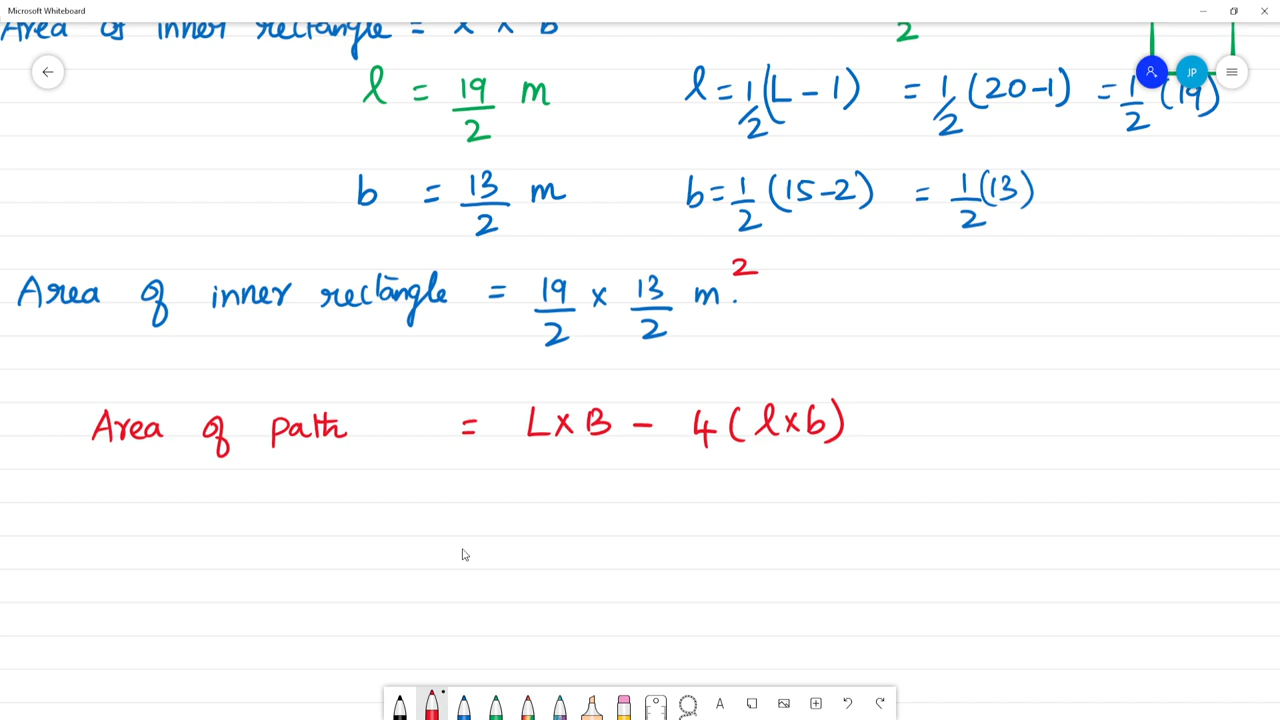 Microsoft Whiteboard
Area of inner rectangle = l × b
2
JP
l = 19/2 m l = 1/2 (L - 1) = 1/2 (20-1) = 1/2 (19)
b = 13/2 m b = 1/2 (15-2) = 1/2 (13)
Area of inner rectangle = 19/2 × 13/2 m.²
Area of path = L×B - 4(l×b)
A